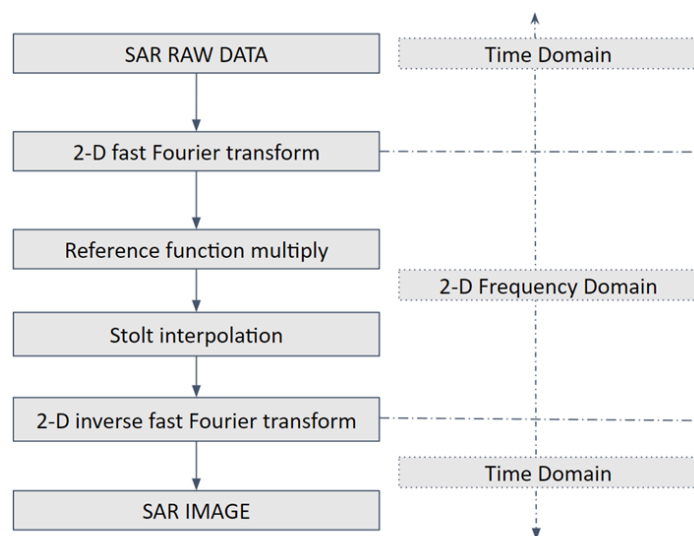 SAR RAW DATA
Time Domain
2-D fast Fourier transform
Reference function multiply
2-D Frequency Domain
Stolt interpolation
2-D inverse fast Fourier transform
Time Domain
SAR IMAGE